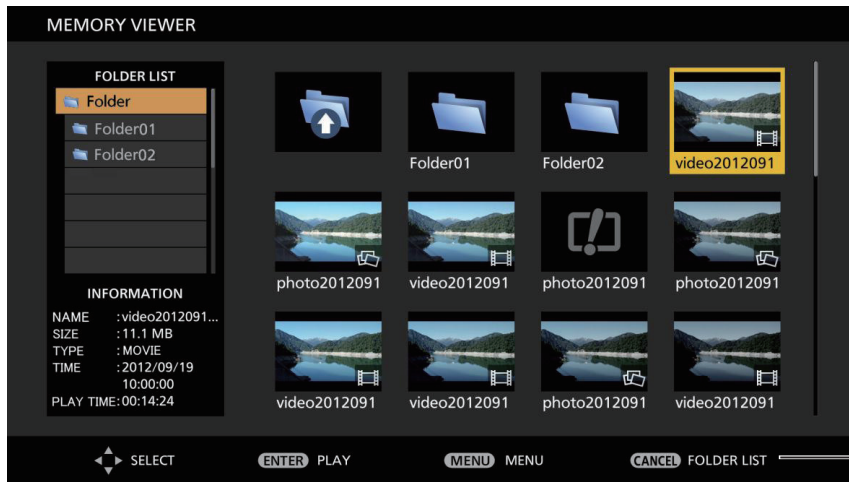 MEMORY VIEWER
FOLDER LIST
Folder
Folder01
Folder02
INFORMATION
NAME :video2012091...
SIZE :11.1 MB
TYPE :MOVIE
TIME :2012/09/19
10:00:00
PLAY TIME:00:14:24
Folder01
Folder02
video2012091
photo2012091
video2012091
photo2012091
photo2012091
video2012091
video2012091
photo2012091
video2012091
SELECT
ENTER PLAY
MENU MENU
CANCEL FOLDER LIST